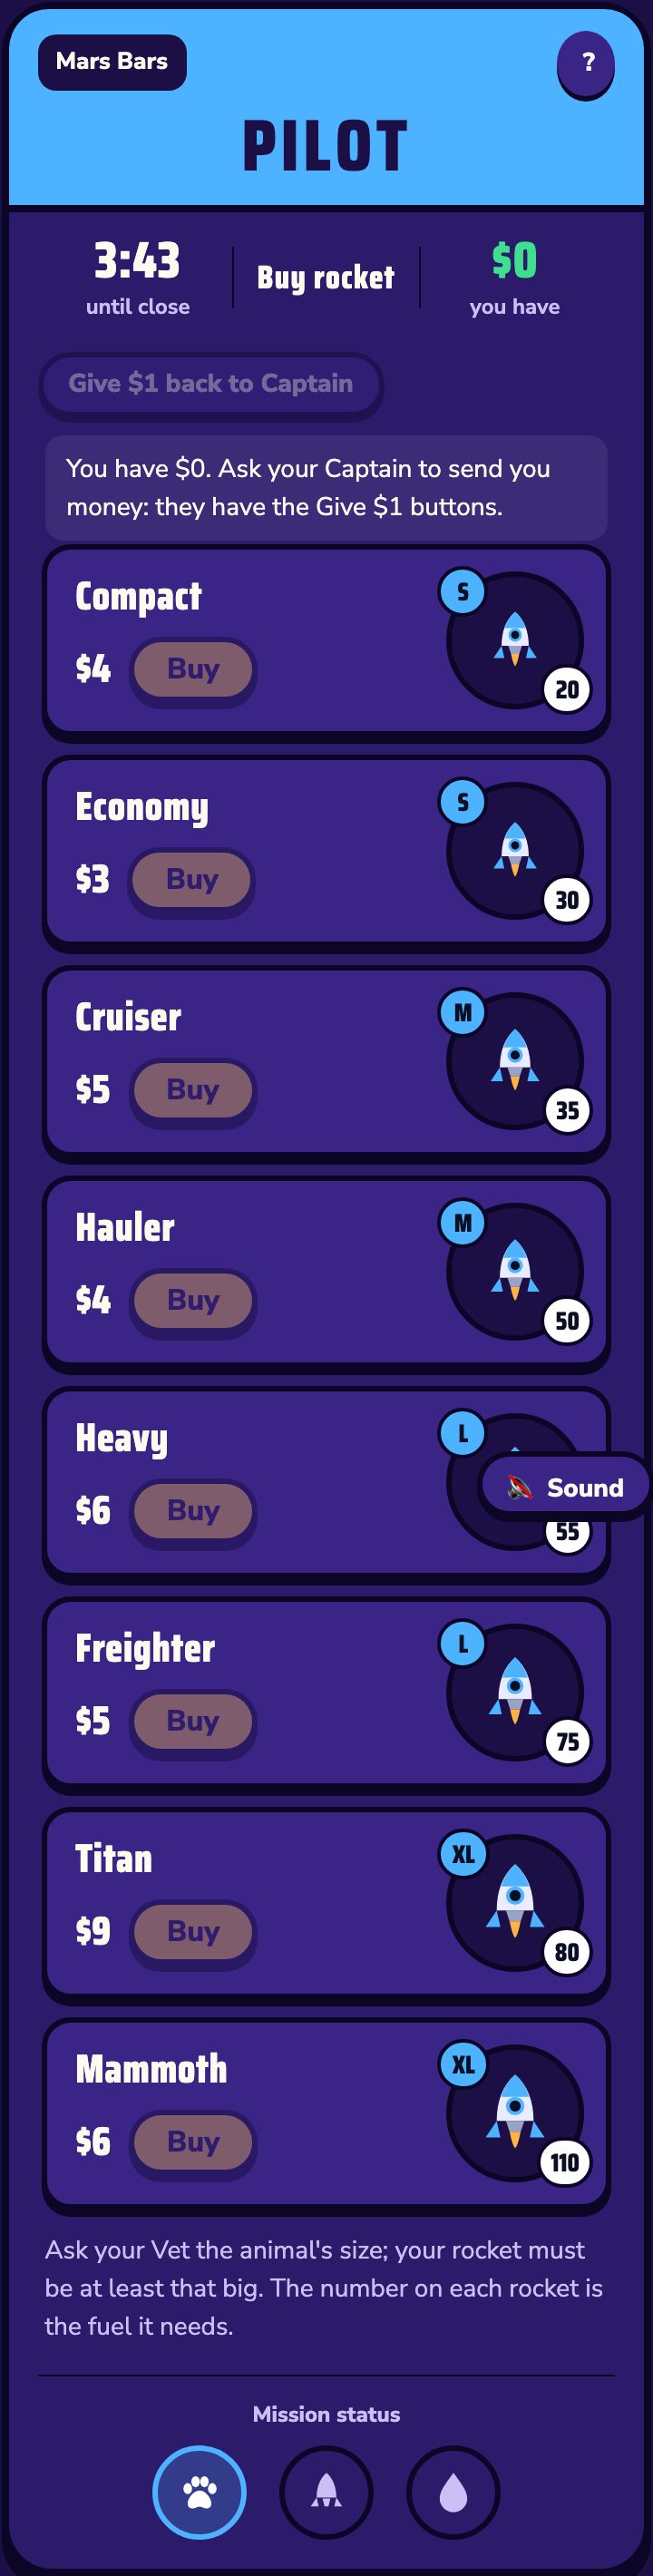 Mars Bars
?
PILOT
3:43
until close
Buy rocket
$0
you have
Give $1 back to Captain
You have $0. Ask your Captain to send you
money: they have the Give $1 buttons.
Compact
$4 Buy
S
20
Economy
$3 Buy
S
30
Cruiser
$5 Buy
M
35
Hauler
$4 Buy
M
50
Heavy
$6 Buy
L
Sound
55
Freighter
$5 Buy
L
75
Titan
$9 Buy
XL
80
Mammoth
$6 Buy
XL
110
Ask your Vet the animal's size; your rocket must
be at least that big. The number on each rocket is
the fuel it needs.
Mission status